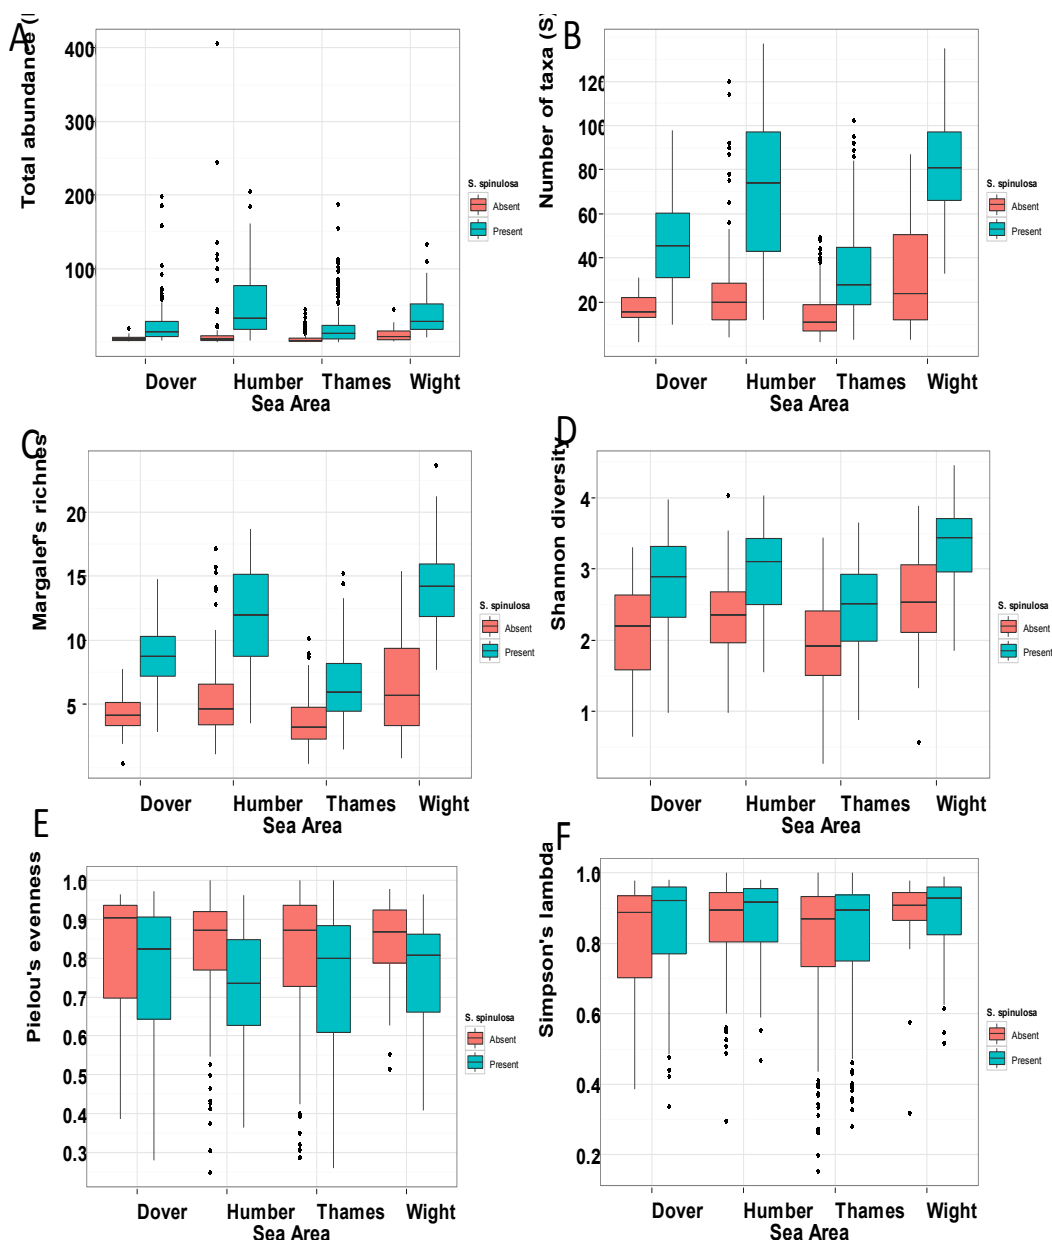 A
Total abundance (
400
300
200
100
Dover Humber Thames Wight
Sea Area
S. spinulosa
Absent
Present
B
Number of taxa (S)
120
100
80
60
40
20
Dover Humber Thames Wight
Sea Area
S. spinulosa
Absent
Present
C
Margalef's richnes
20
15
10
5
Dover Humber Thames Wight
Sea Area
S. spinulosa
Absent
Present
D
Shannon diversity
4
3
2
1
Dover Humber Thames Wight
Sea Area
S. spinulosa
Absent
Present
E
Pielou's evenness
1.0
0.9
0.8
0.7
0.6
0.5
0.4
0.3
Dover Humber Thames Wight
Sea Area
S. spinulosa
Absent
Present
F
Simpson's lambda
1.0
0.8
0.6
0.4
0.2
Dover Humber Thames Wight
Sea Area
S. spinulosa
Absent
Present